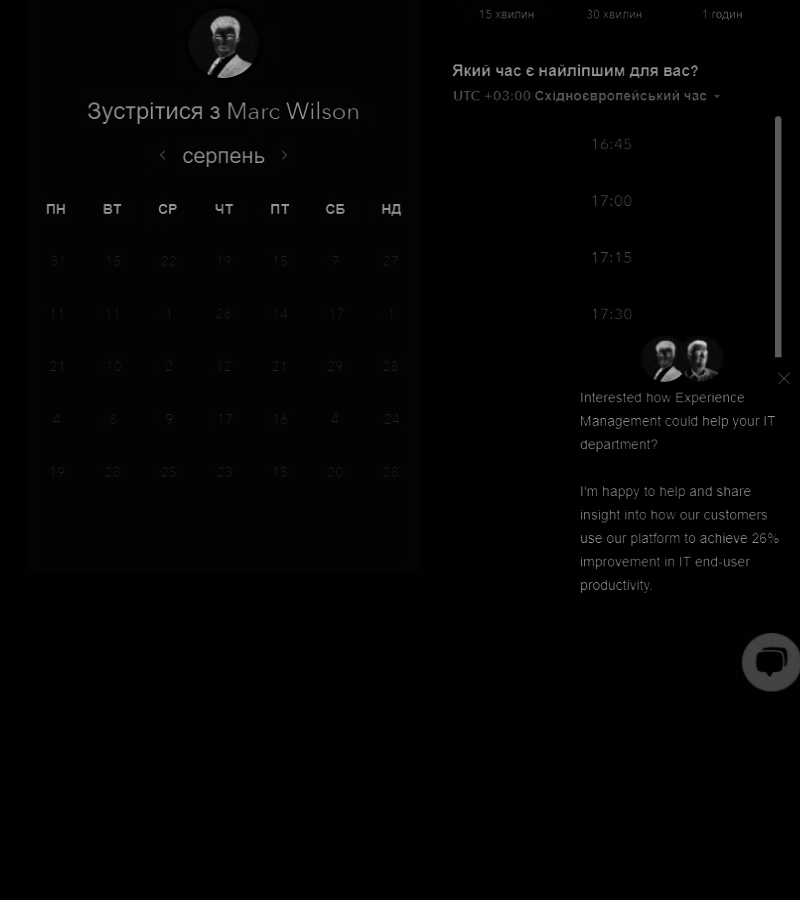 Зустрітися з Marc Wilson
серпень
ПН ВТ СР ЧТ ПТ СБ НД
31 15 22 19 15 7 27
11 11 1 26 14 17 1
21 10 2 12 21 29 28
4 8 9 17 16 4 24
19 28 25 23 15 20 28
15 хвилин 30 хвилин 1 годин
Який час є найліпшим для вас?
UTC +03:00 Східноєвропейський час
16:45
17:00
17:15
17:30
Interested how Experience
Management could help your IT
department?
I'm happy to help and share
insight into how our customers
use our platform to achieve 26%
improvement in IT end-user
productivity.